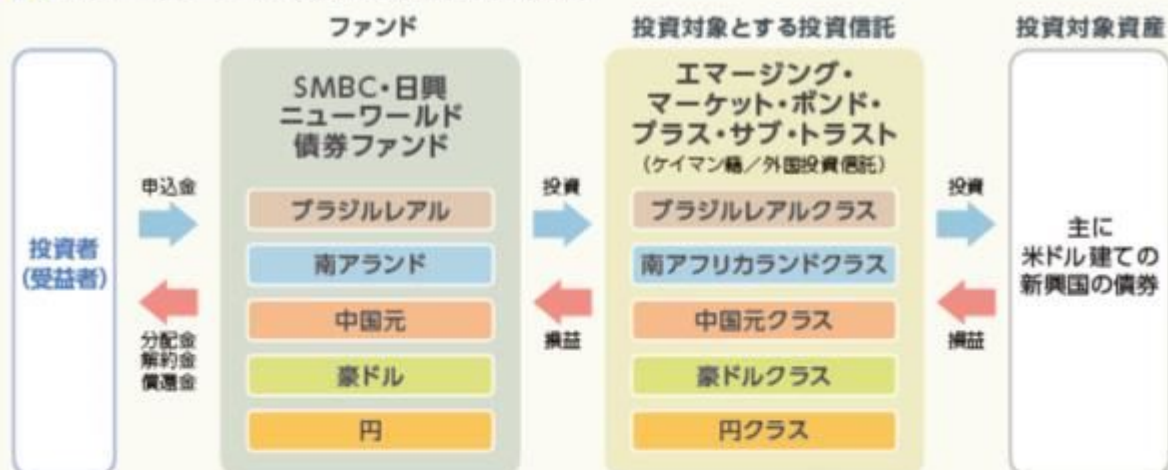 ファンド
投資対象とする投資信託
投資対象資産
投資者
(受益者)
申込金
分配金
解約金
償還金
SMBC・日興
ニューワールド
債券ファンド
ブラジルレアル
南アランド
中国元
豪ドル
円
投資
損益
エマージング・
マーケット・ボンド・
プラス・サブ・トラスト
(ケイマン籍／外国投資信託)
ブラジルレアルクラス
南アフリカランドクラス
中国元クラス
豪ドルクラス
円クラス
投資
損益
主に
米ドル建ての
新興国の債券